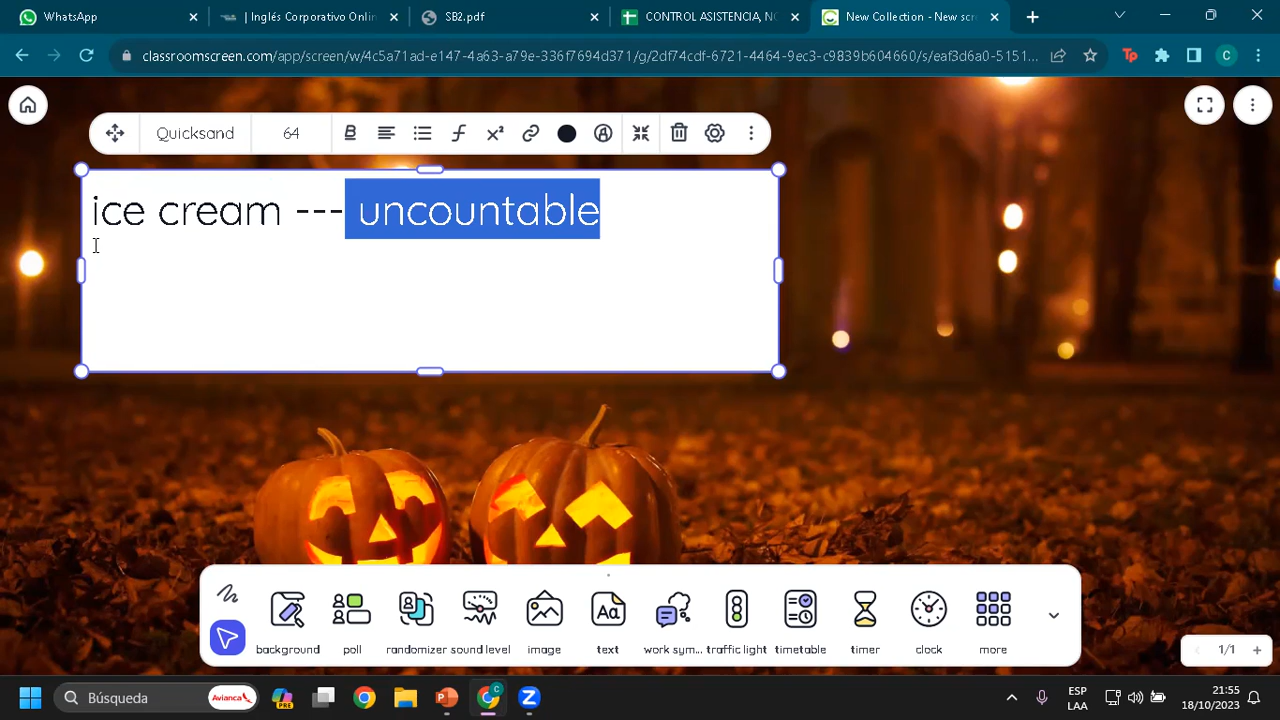 WhatsApp
| Inglés Corporativo Onlin
SB2.pdf
CONTROL ASISTENCIA, NO
New Collection - New scre
classroomscreen.com/app/screen/w/4c5a71ad-e147-4a63-a79e-336f7694d371/g/2df74cdf-6721-4464-9ec3-c9839b604660/s/eaf3d6a0-5151...
Quicksand 64
ice cream --- uncountable
background poll randomizer sound level image text work sym... traffic light timetable timer clock more
1/1
Búsqueda
Avianca
PRE
ESP
LAA
21:55
18/10/2023